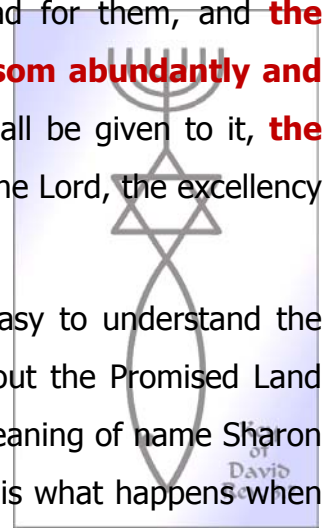 nd for them, and the
som abundantly and
all be given to it, the
he Lord, the excellency
asy to understand the
out the Promised Land
eaning of name Sharon
is what happens when
of
David